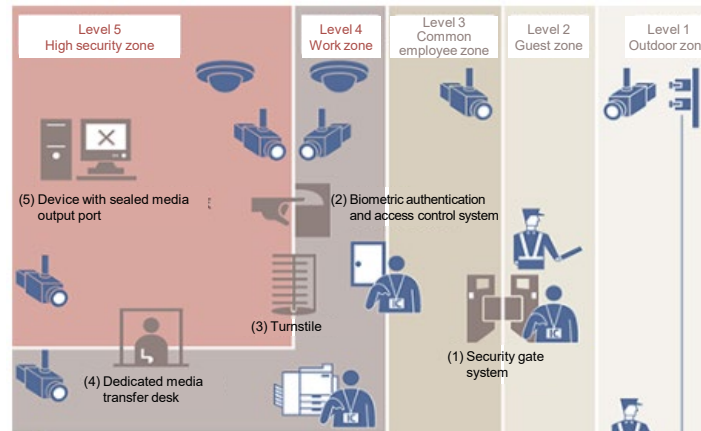 Level 5
High security zone
Level 4
Work zone
Level 3
Common
employee zone
Level 2
Guest zone
Level 1
Outdoor zon
(5) Device with sealed media
output port
(2) Biometric authentication
and access control system
(3) Turnstile
(1) Security gate
system
(4) Dedicated media
transfer desk